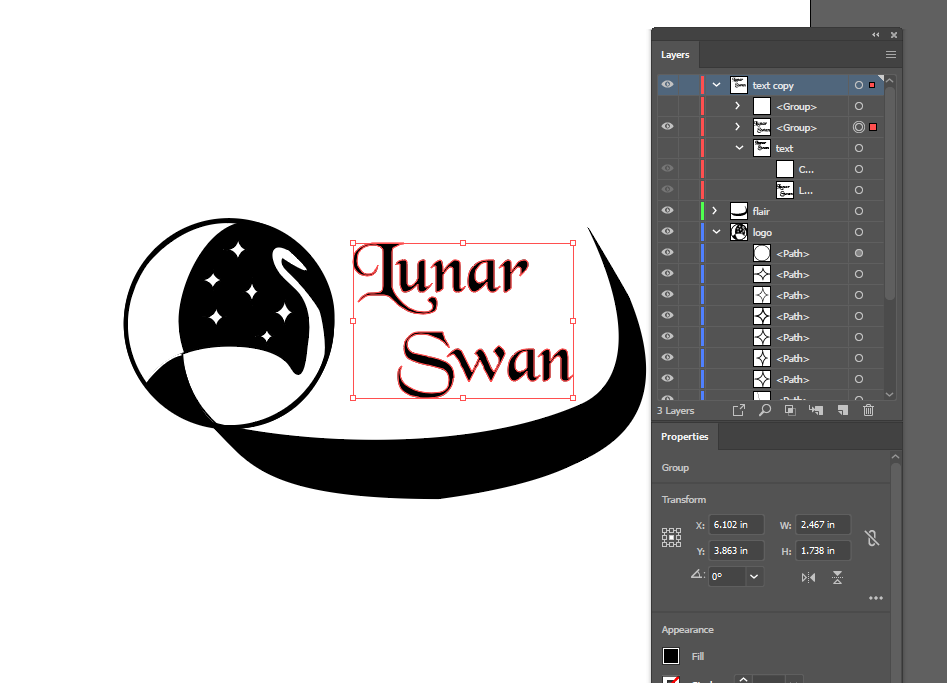 Layers
text copy
<Group>
<Group>
text
C...
L...
flair
logo
<Path>
<Path>
<Path>
<Path>
<Path>
<Path>
<Path>
3 Layers
Lunar
Swan
Properties
Group
Transform
X: 6.102 in W: 2.467 in
Y: 3.863 in H: 1.738 in
0°
Appearance
Fill